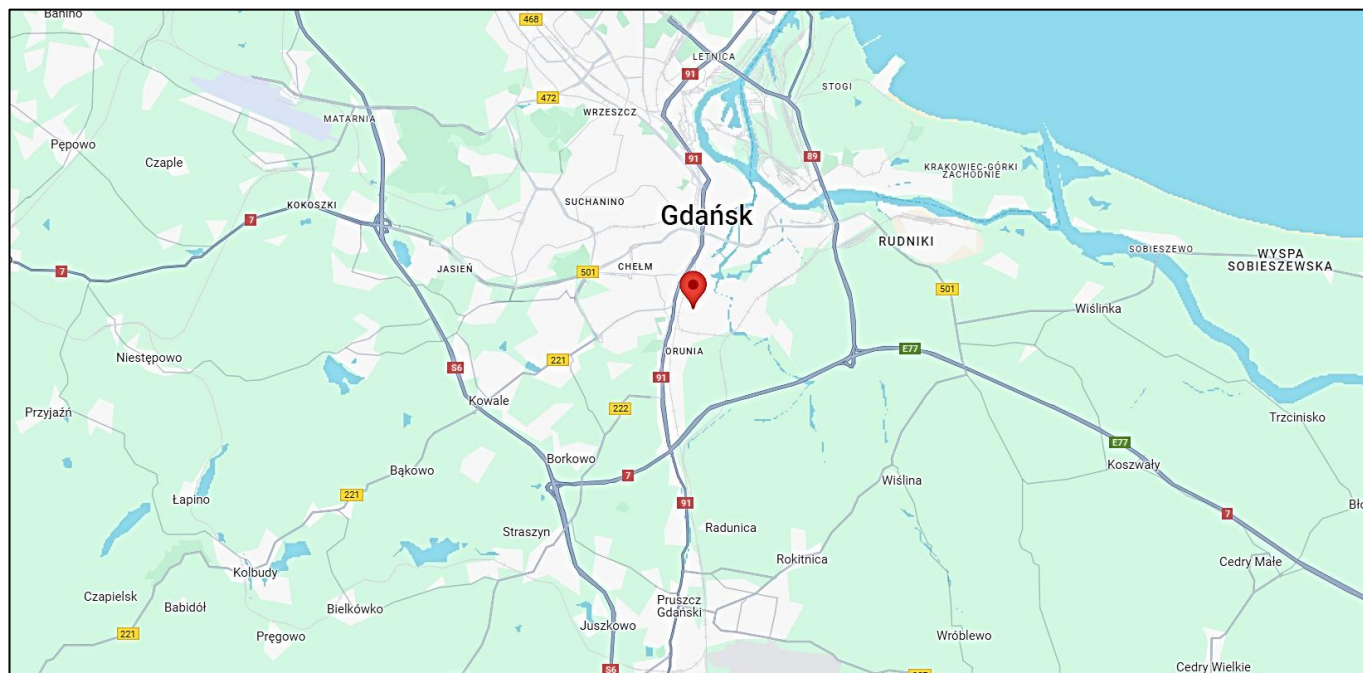 Banino
468
LETNICA
91
STOGI
472
WRZESZCZ
MATARNIA
Pępowo
Czaple
91
89
KRAKOWIEC-GÓRKI
ZACHODNIE
KOKOSZKI
SUCHANINO
7
Gdańsk
RUDNIKI
SOBIESZEWO
WYSPA
SOBIESZEWSKA
7
JASIEŃ
501
CHEŁM
501
Wiślinka
Niestępowo
221
ORUNIA
E77
S6
91
Przyjaźń
Kowale
222
Trzcinisko
E77
Bąkowo
Borkowo
Koszwały
7
Wiślina
Łapino
221
91
7
Straszyn
Radunica
Rokitnica
Cedry Małe
Kolbudy
Czapielsk
Babidół
Bielkówko
Pruszcz
Gdański
221
Pręgowo
Juszkowo
Wróblewo
S6
Cedry Wielkie